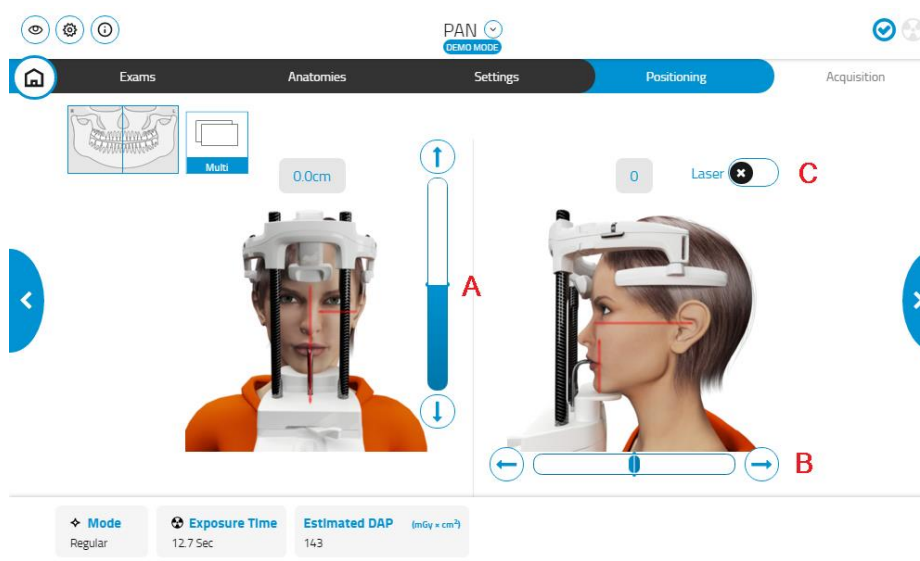 PAN
DEMO MODE
Exams Anatomies Settings Positioning Acquisition
R L
Multi
0.0cm
0 Laser C
A
B
Mode Exposure Time Estimated DAP (mGy x cm²)
Regular 12.7 Sec 143